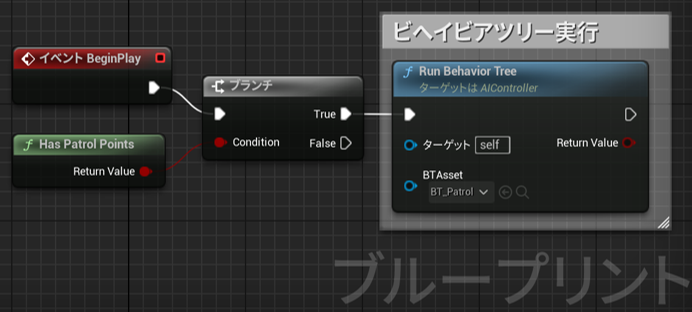 ビヘイビアツリー実行
イベント BeginPlay
ブランチ
True
Condition
False
Has Patrol Points
Return Value
Run Behavior Tree
ターゲットは AIController
ターゲット self
Return Value
BTAsset
BT_Patrol
ブループリント